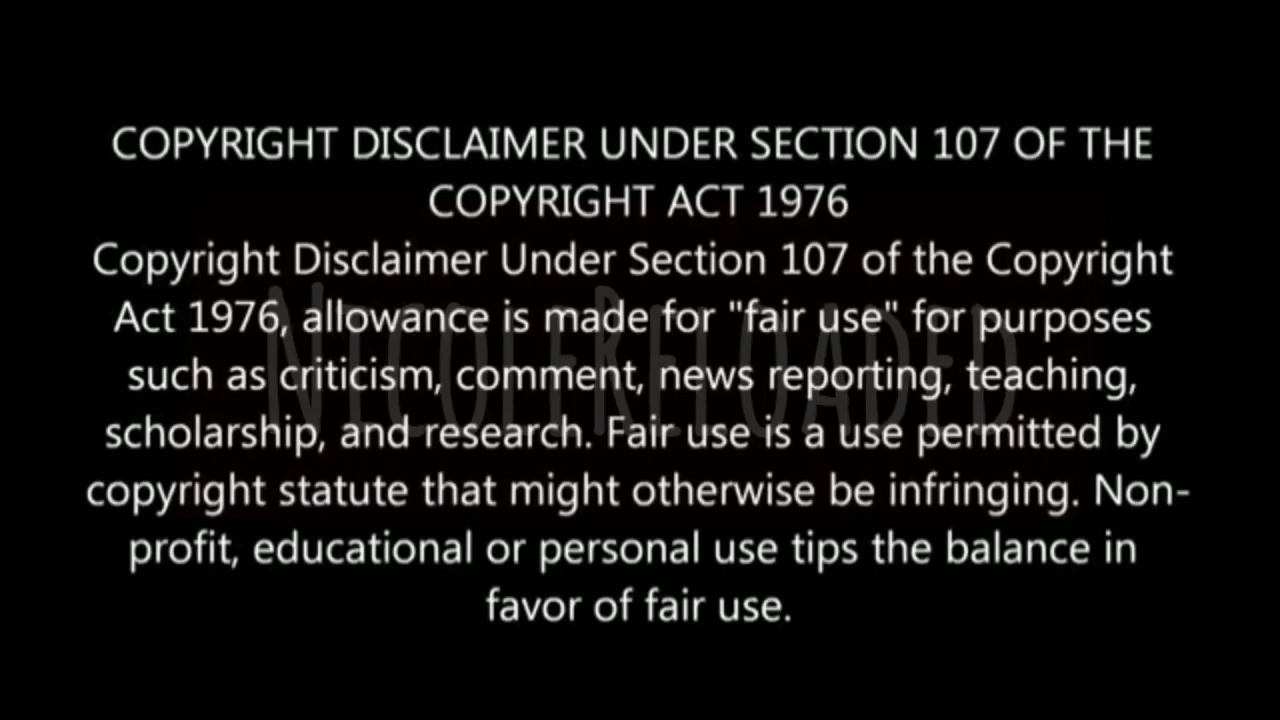 COPYRIGHT DISCLAIMER UNDER SECTION 107 OF THE
COPYRIGHT ACT 1976
Copyright Disclaimer Under Section 107 of the Copyright
Act 1976, allowance is made for "fair use" for purposes
such as criticism, comment, news reporting, teaching,
scholarship, and research. Fair use is a use permitted by
copyright statute that might otherwise be infringing. Non-
profit, educational or personal use tips the balance in
favor of fair use.
NICOLERELOADED